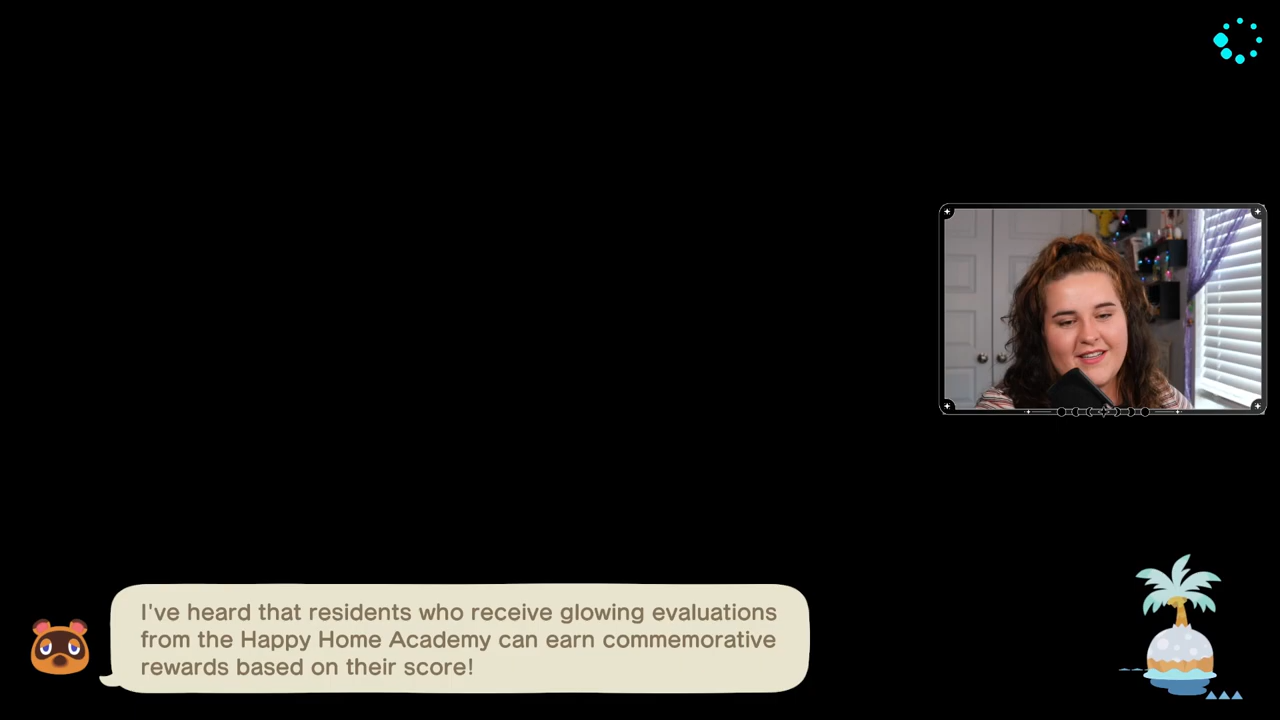 I've heard that residents who receive glowing evaluations
from the Happy Home Academy can earn commemorative
rewards based on their score!